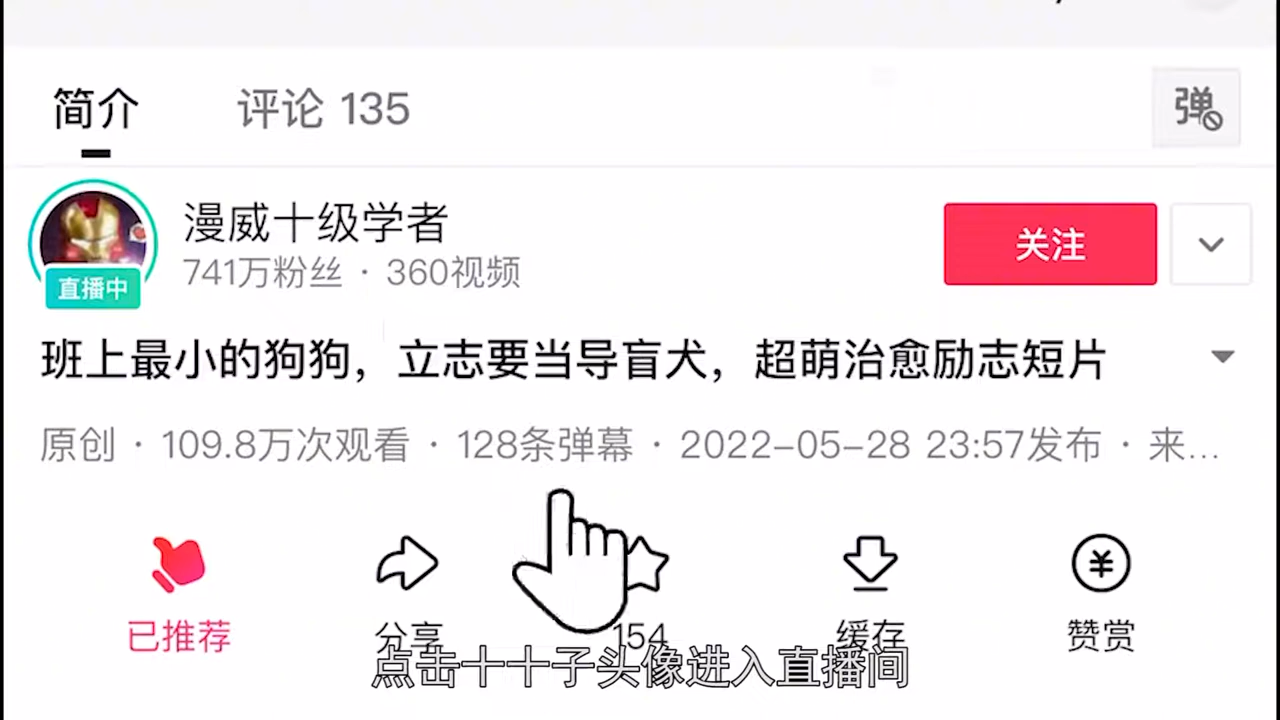 简介
评论 135
弹
漫威十级学者
741万粉丝 · 360视频
直播中
关注
班上最小的狗狗，立志要当导盲犬，超萌治愈励志短片
原创 · 109.8万次观看 · 128条弹幕 · 2022-05-28 23:57发布 · 来...
已推荐
分享
154
缓存
赞赏
点击十十子头像进入直播间